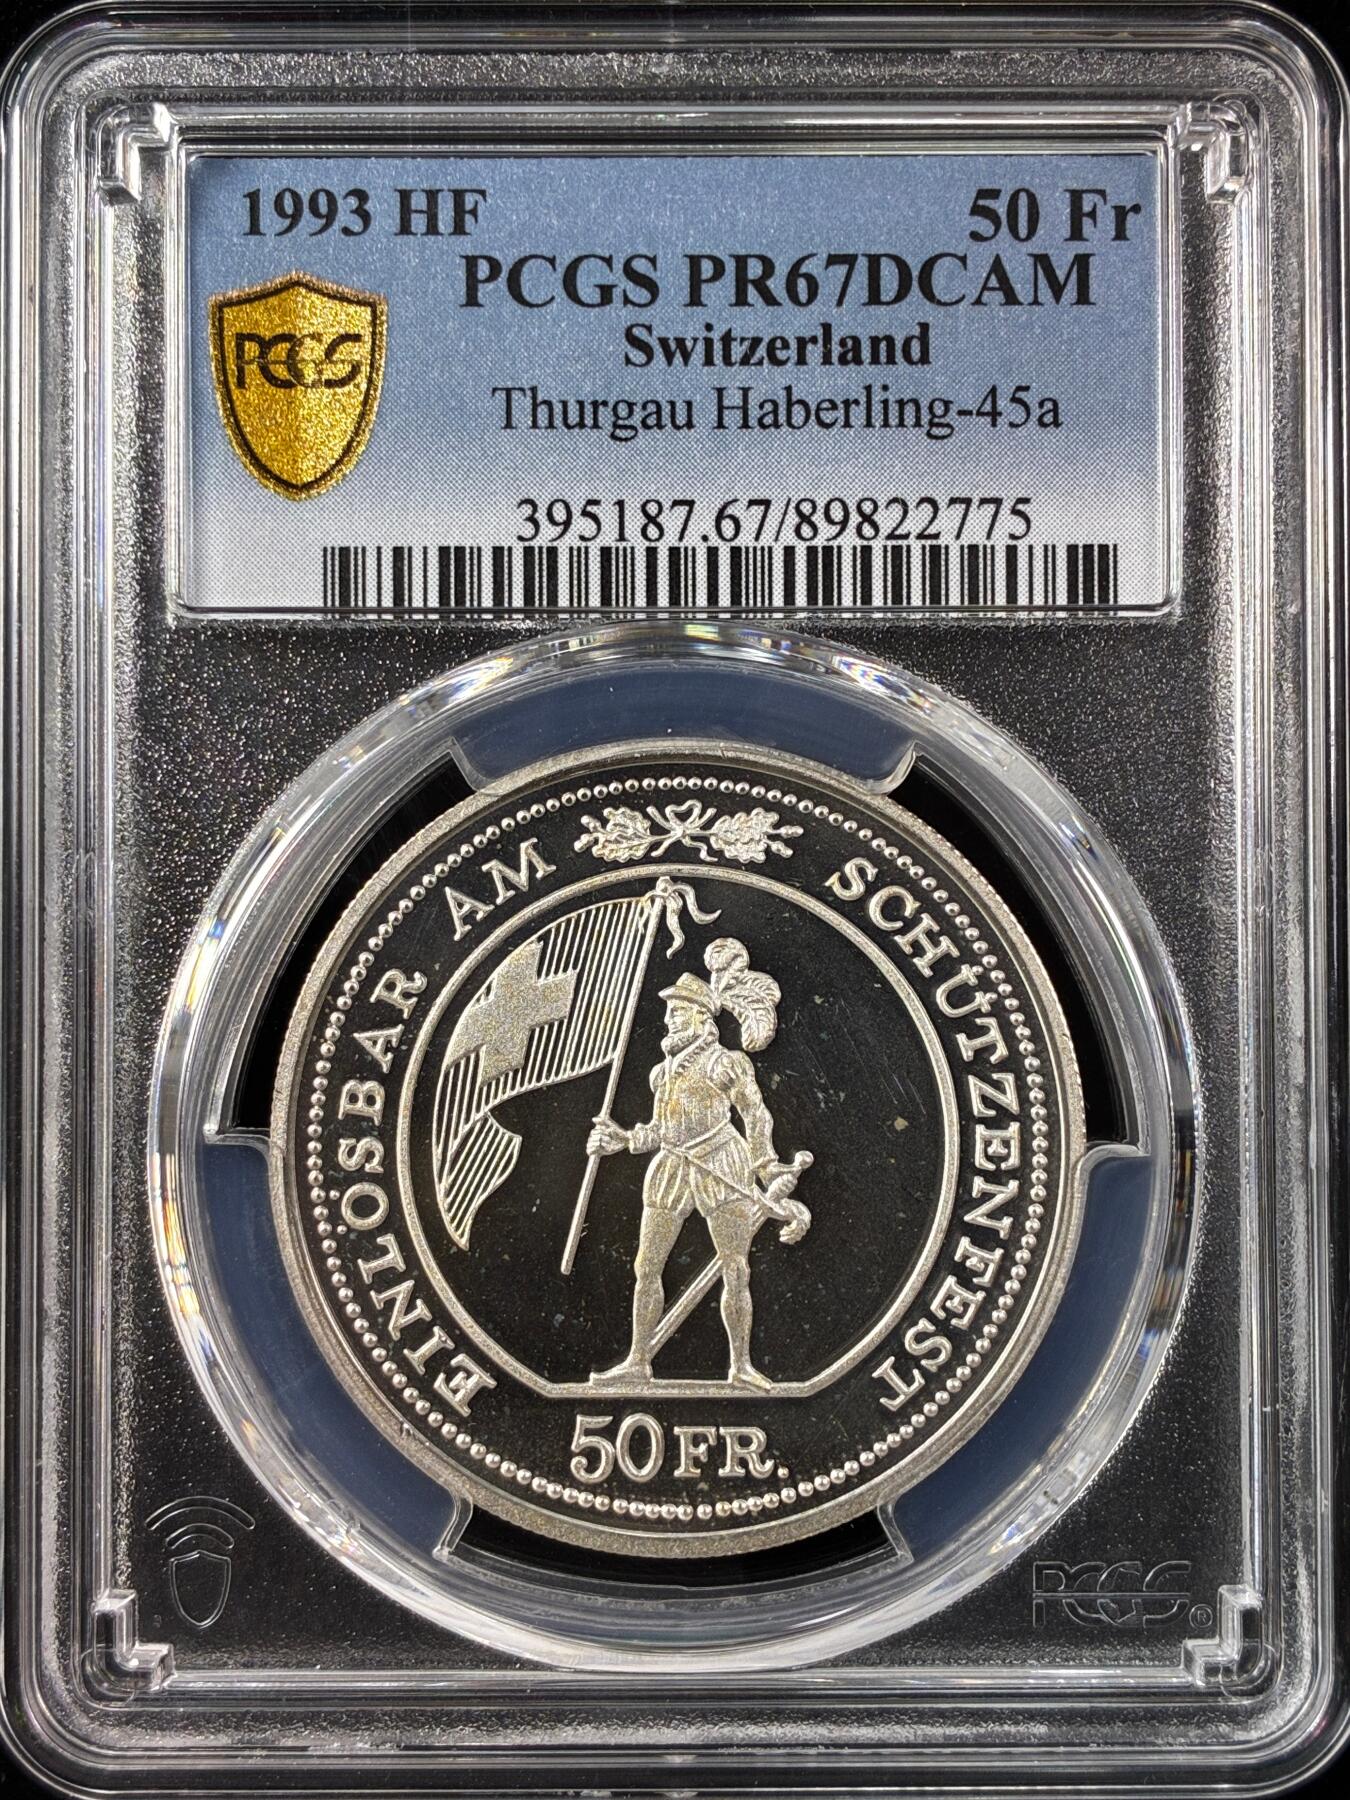 1993 HF 50 Fr
PCGS PR67DCAM
Switzerland
PCGS
Thurgau Haberling-45a
395187.67/89822775
EINLÖSBAR AM SCHÜTZENFEST
50 FR.
PCGS®